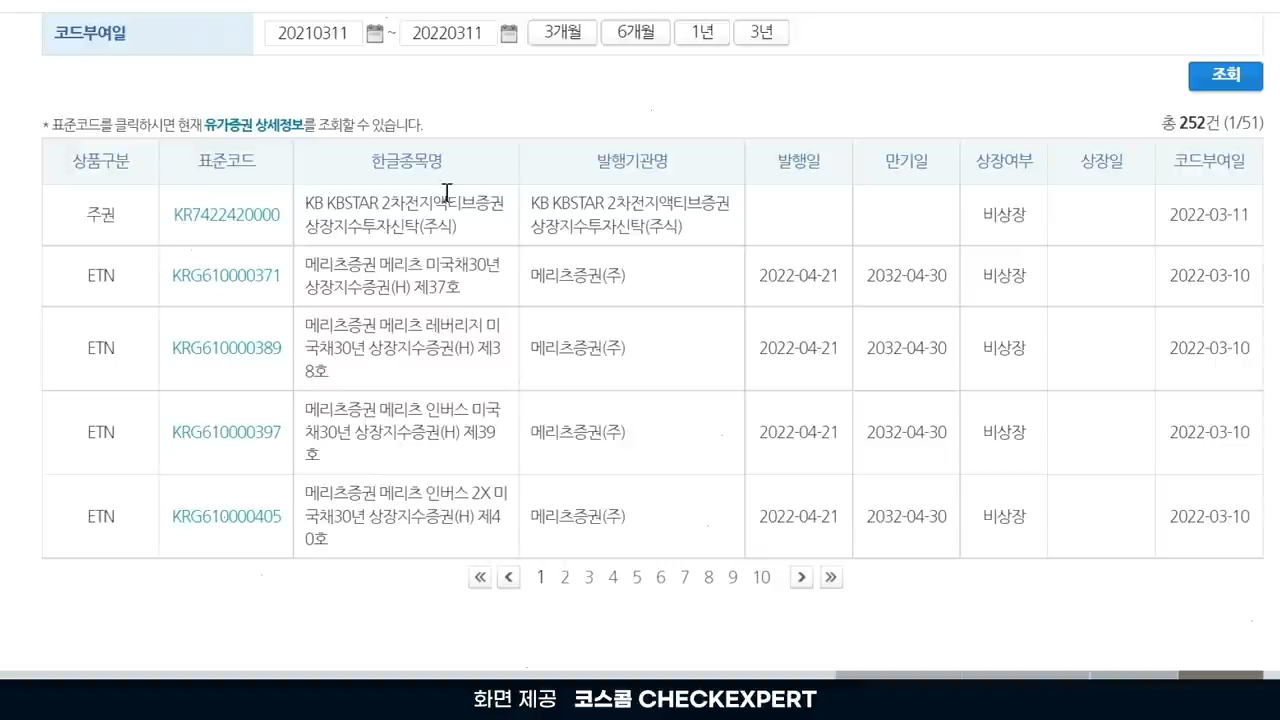 코드부여일 20210311 ~ 20220311 3개월 6개월 1년 3년
조회
* 표준코드를 클릭하시면 현재 유가증권 상세정보를 조회할 수 있습니다. 총 252건 (1/51)
상품구분 표준코드 한글종목명 발행기관명 발행일 만기일 상장여부 상장일 코드부여일
주권 KR7422420000 KB KBSTAR 2차전지액티브증권 KB KBSTAR 2차전지액티브증권 비상장 2022-03-11
상장지수투자신탁(주식) 상장지수투자신탁(주식)
ETN KRG610000371 메리츠증권 메리츠 미국채30년 메리츠증권(주) 2022-04-21 2032-04-30 비상장 2022-03-10
상장지수증권(H) 제37호
메리츠증권 메리츠 레버리지 미
ETN KRG610000389 국채30년 상장지수증권(H) 제3 메리츠증권(주) 2022-04-21 2032-04-30 비상장 2022-03-10
8호
메리츠증권 메리츠 인버스 미국
ETN KRG610000397 채30년 상장지수증권(H) 제39 메리츠증권(주) 2022-04-21 2032-04-30 비상장 2022-03-10
호
메리츠증권 메리츠 인버스 2X 미
ETN KRG610000405 국채30년 상장지수증권(H) 제4 메리츠증권(주) 2022-04-21 2032-04-30 비상장 2022-03-10
0호
« ‹ 1 2 3 4 5 6 7 8 9 10 › »
화면 제공 코스콤 CHECKEXPERT